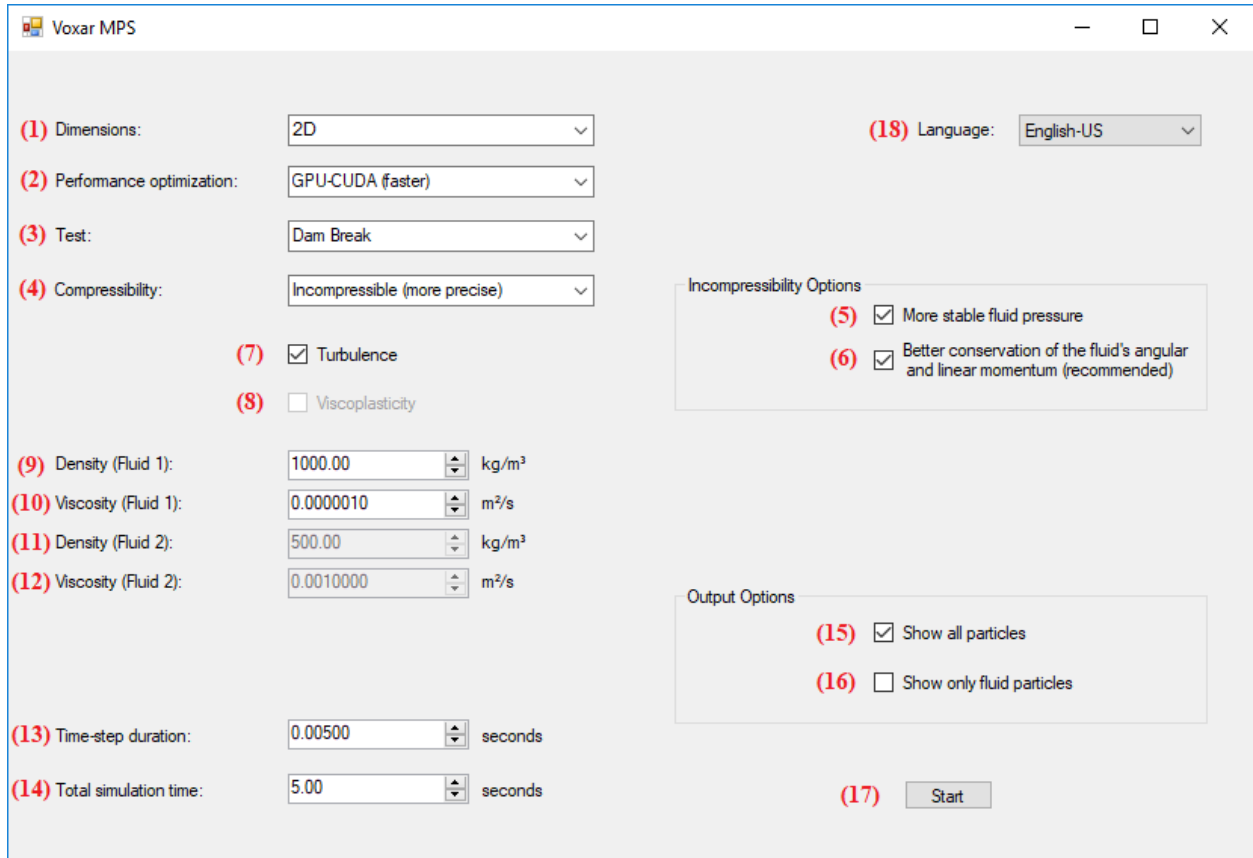 Voxar MPS
(1) Dimensions: 2D
(18) Language: English-US
(2) Performance optimization: GPU-CUDA (faster)
(3) Test: Dam Break
(4) Compressibility: Incompressible (more precise)
Incompressibility Options
(5) More stable fluid pressure
(6) Better conservation of the fluid's angular
and linear momentum (recommended)
(7) Turbulence
(8) Viscoplasticity
(9) Density (Fluid 1): 1000.00 kg/m³
(10) Viscosity (Fluid 1): 0.0000010 m²/s
(11) Density (Fluid 2): 500.00 kg/m³
(12) Viscosity (Fluid 2): 0.0010000 m²/s
Output Options
(15) Show all particles
(16) Show only fluid particles
(13) Time-step duration: 0.00500 seconds
(14) Total simulation time: 5.00 seconds
(17) Start